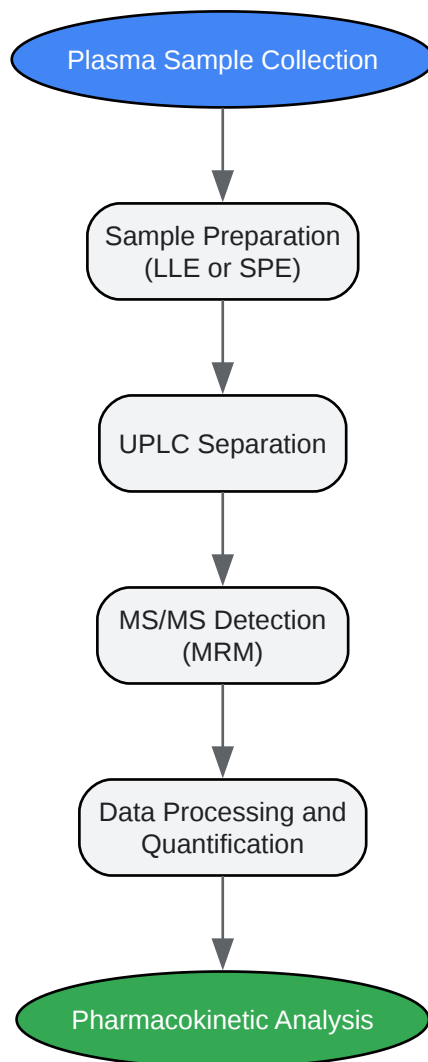 Plasma Sample Collection
Sample Preparation
(LLE or SPE)
UPLC Separation
MS/MS Detection
(MRM)
Data Processing and
Quantification
Pharmacokinetic Analysis